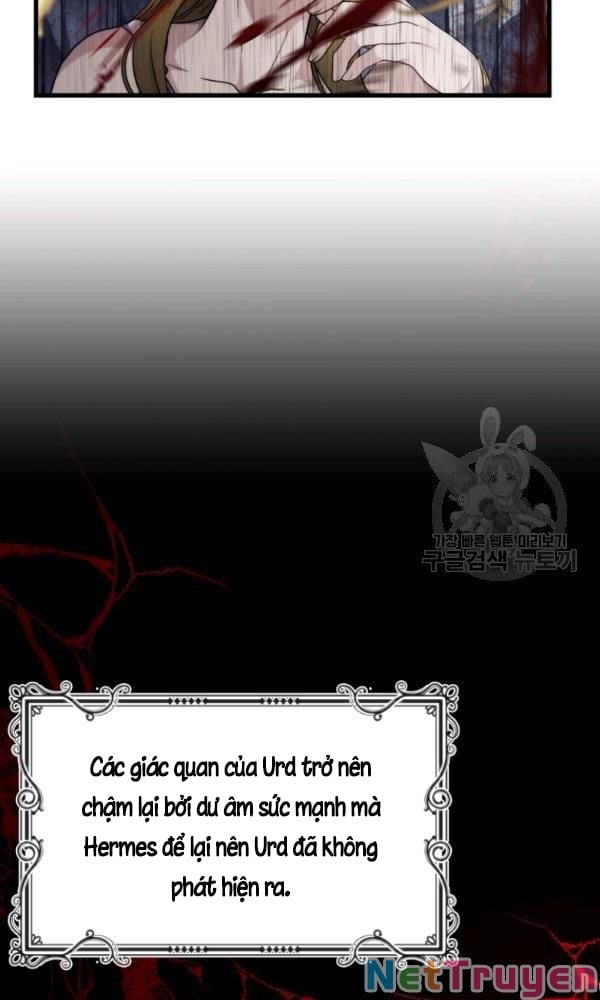 가장 빠른 웹툰 미리보기
구글검색 뉴토끼
Các giác quan của Urd trở nên
chậm lại bởi dư âm sức mạnh mà
Hermes để lại nên Urd đã không
phát hiện ra.
NetTruyen